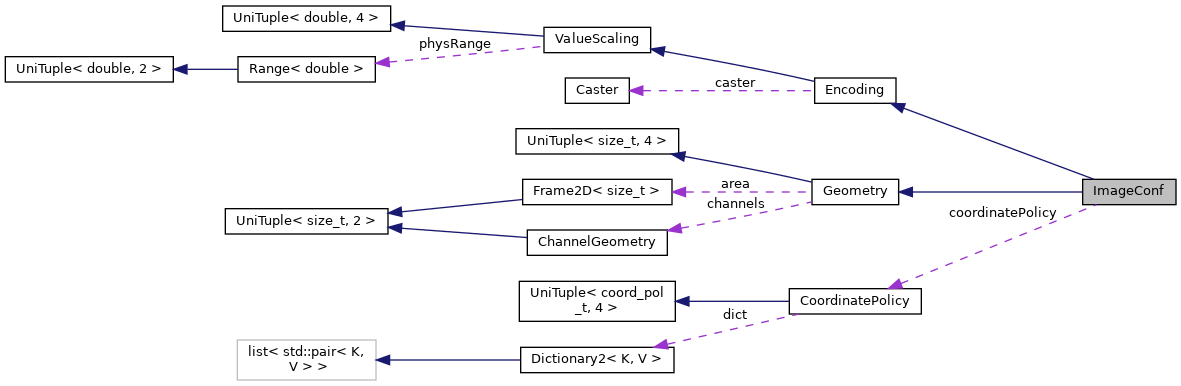 UniTuple< double, 4 >
ValueScaling
physRange
UniTuple< double, 2 >
Range< double >
caster
Caster
Encoding
UniTuple< size_t, 4 >
area
Frame2D< size_t >
Geometry
ImageConf
channels
coordinatePolicy
UniTuple< size_t, 2 >
ChannelGeometry
UniTuple< coord_pol
_t, 4 >
CoordinatePolicy
dict
list< std::pair< K,
V > >
Dictionary2< K, V >